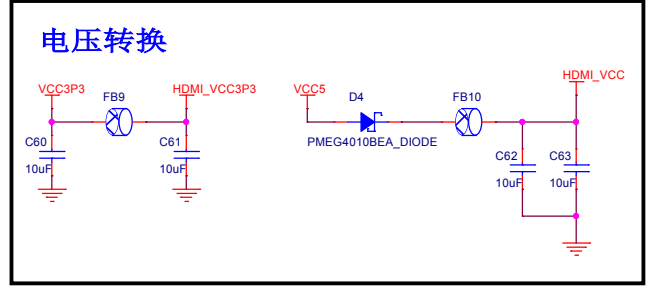 电压转换
VCC3P3
FB9
HDMI_VCC3P3
C60
10uF
C61
10uF
VCC5
D4
PMEG4010BEA_DIODE
FB10
HDMI_VCC
C62
10uF
C63
10uF